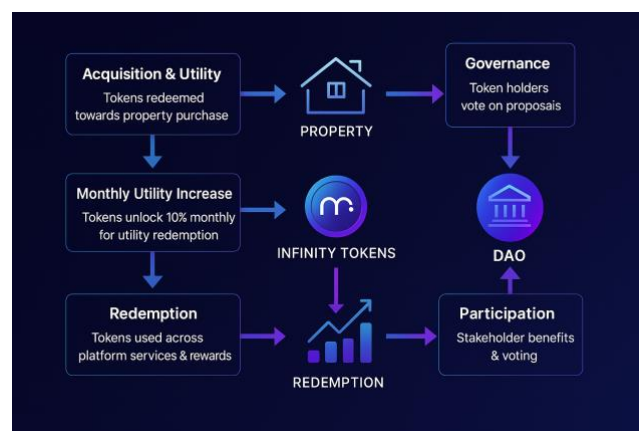 Acquisition & Utility
Tokens redeemed
towards property purchase
PROPERTY
Governance
Token holders
vote on proposais
Monthly Utility Increase
Tokens unlock 10% monthly
for utility redemption
m.
INFINITY TOKENS
DAO
Redemption
Tokens used across
platform services & rewards
REDEMPTION
Participation
Stakeholder benefits
& voting